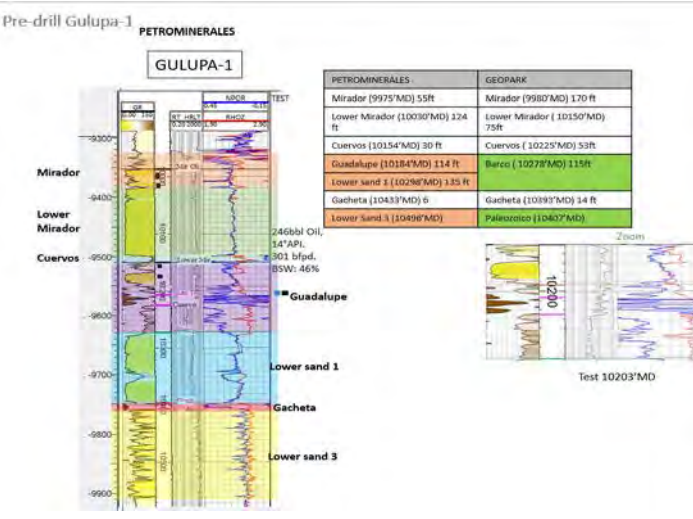 Pre-drill Gulupa-1
PETROMINERALES
GULUPA-1
PETROMINERALES GEOPARK
Mirador (9975'MD) 55ft Mirador (9980'MD) 170 ft
Lower Mirador (10030'MD) 124 ft Lower Mirador ( 10150'MD) 75ft
Cuervos (10154'MD) 30 ft Cuervos (10225'MD) 53ft
Guadalupe (10184'MD) 114 ft Barco ( 10278'MD) 115ft
Lower sand 1 (10298'MD) 135 ft
Gacheta (10433'MD) 6 Gacheta (10393'MD) 14 ft
Lower Sand 3 (10496'MD) Paleozoico (10407'MD)
GR
NPOR
TEST
RT HRLT
RHOZ
-9300
Mirador
-9400
Lower
Mirador
Cuervos
-9500
246bbl Oil,
14°API.
301 bfpd.
BSW: 46%
Guadalupe
-9600
Lower sand 1
-9700
Gacheta
-9800
Lower sand 3
-9900
Zoom
10200
Test 10203'MD